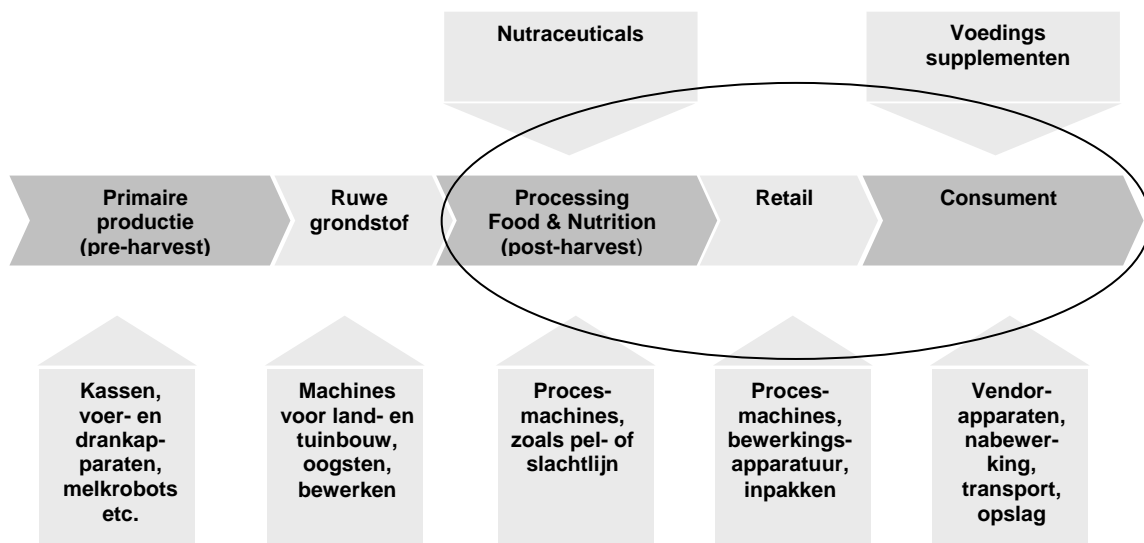 Nutraceuticals
Voedings
supplementen
Primaire
productie
(pre-harvest)
Ruwe
grondstof
Processing
Food & Nutrition
(post-harvest)
Retail
Consument
Kassen,
voer- en
drankap-
paraten,
melkrobots
etc.
Machines
voor land- en
tuinbouw,
oogsten,
bewerken
Proces-
machines,
zoals pel- of
slachtlijn
Proces-
machines,
bewerkings-
apparatuur,
inpakken
Vendor-
apparaten,
nabewer-
king,
transport,
opslag